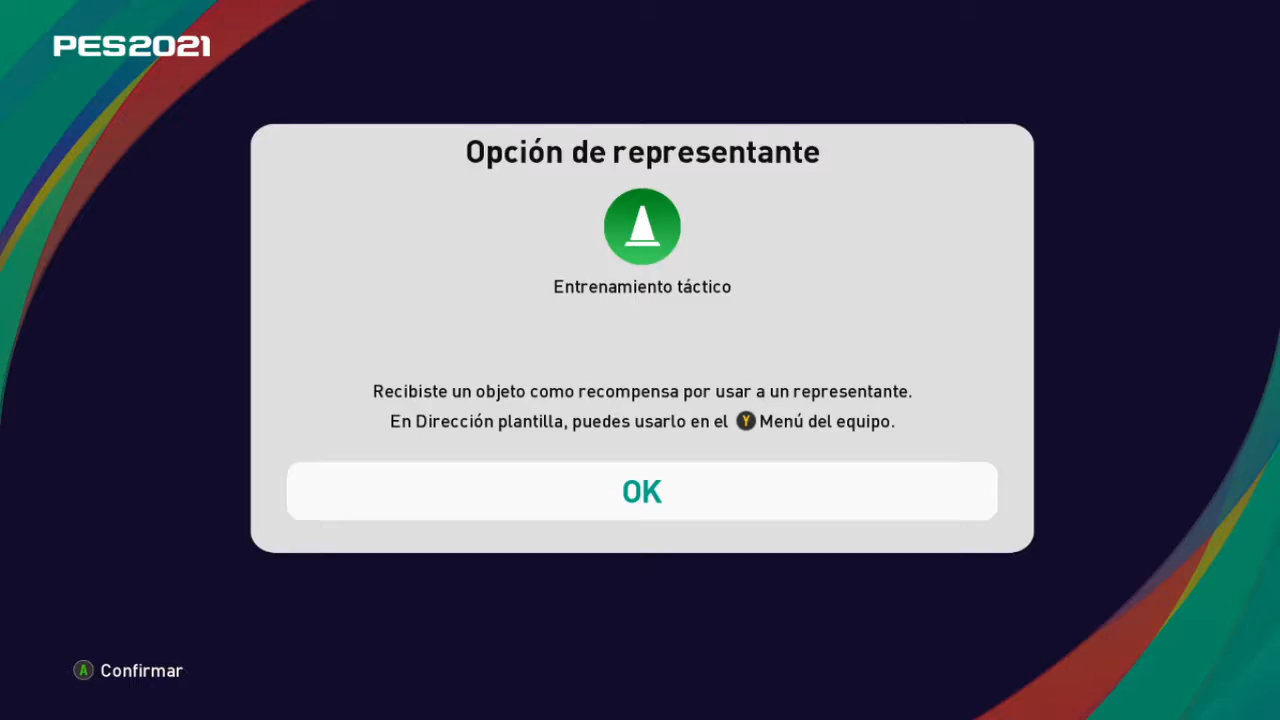 PES2021
Opción de representante
Entrenamiento táctico
Recibiste un objeto como recompensa por usar a un representante.
En Dirección plantilla, puedes usarlo en el Y Menú del equipo.
OK
A Confirmar